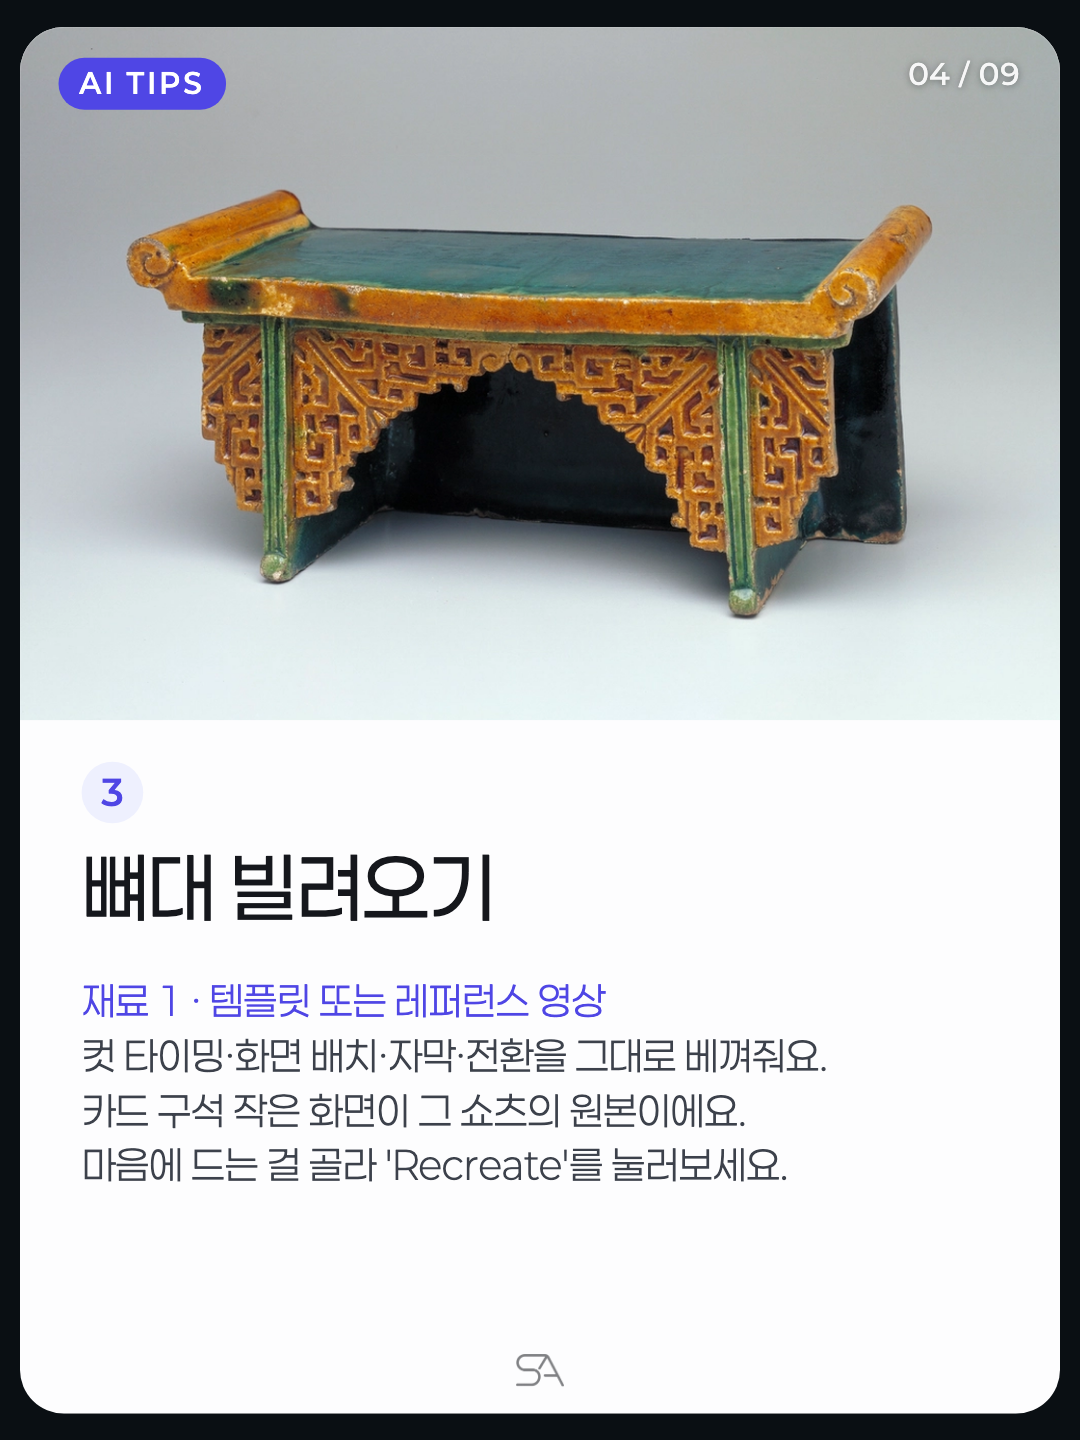 AI TIPS
04 / 09
3
뼈대 빌려오기
재료 1 · 템플릿 또는 레퍼런스 영상
컷 타이밍·화면 배치·자막·전환을 그대로 베껴줘요.
카드 구석 작은 화면이 그 쇼츠의 원본이에요.
마음에 드는 걸 골라 'Recreate'를 눌러보세요.
SA